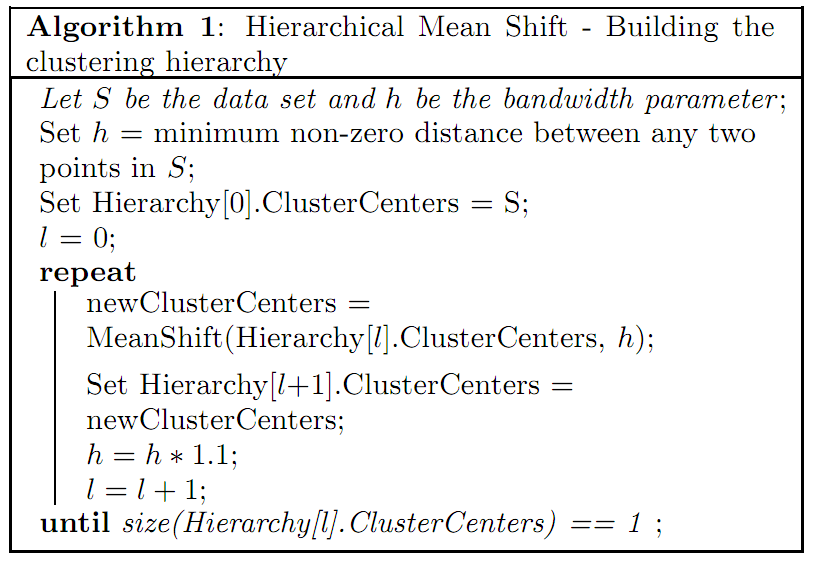 Algorithm 1: Hierarchical Mean Shift - Building the
clustering hierarchy
Let S be the data set and h be the bandwidth parameter;
Set h = minimum non-zero distance between any two
points in S;
Set Hierarchy[0].ClusterCenters = S;
l = 0;
repeat
newClusterCenters =
MeanShift(Hierarchy[l].ClusterCenters, h);
Set Hierarchy[l+1].ClusterCenters =
newClusterCenters;
h = h ∗ 1.1;
l = l + 1;
until size(Hierarchy[l].ClusterCenters) == 1 ;